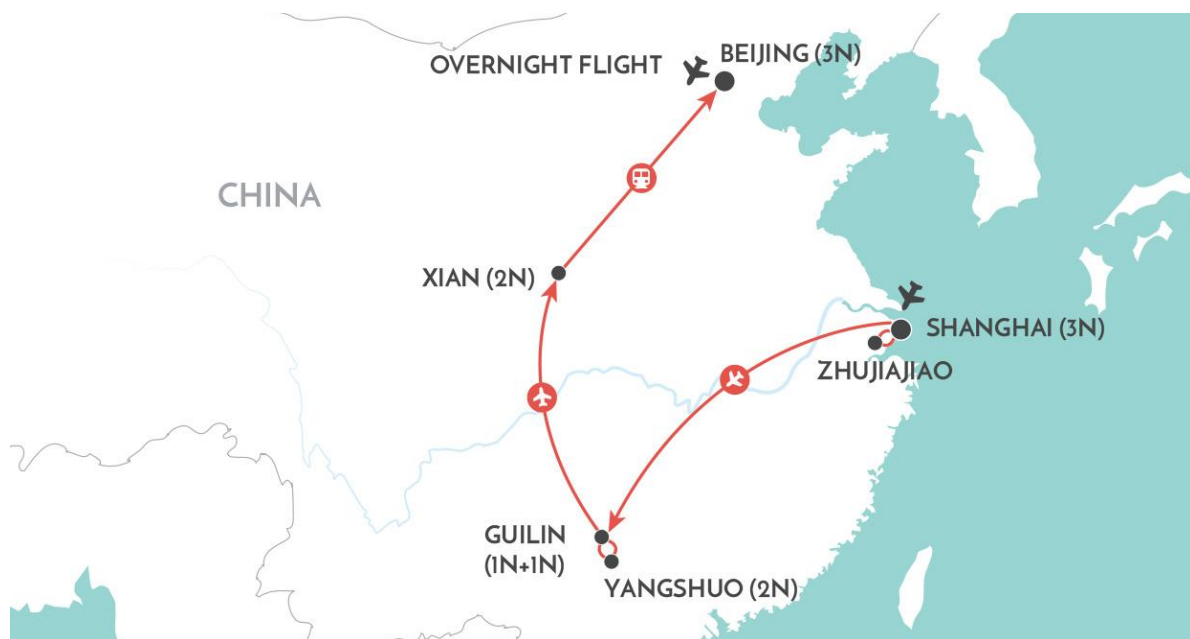 OVERNIGHT FLIGHT
BEIJING (3N)
CHINA
XIAN (2N)
SHANGHAI (3N)
ZHUJIAJIAO
GUILIN
(1N+1N)
YANGSHUO (2N)